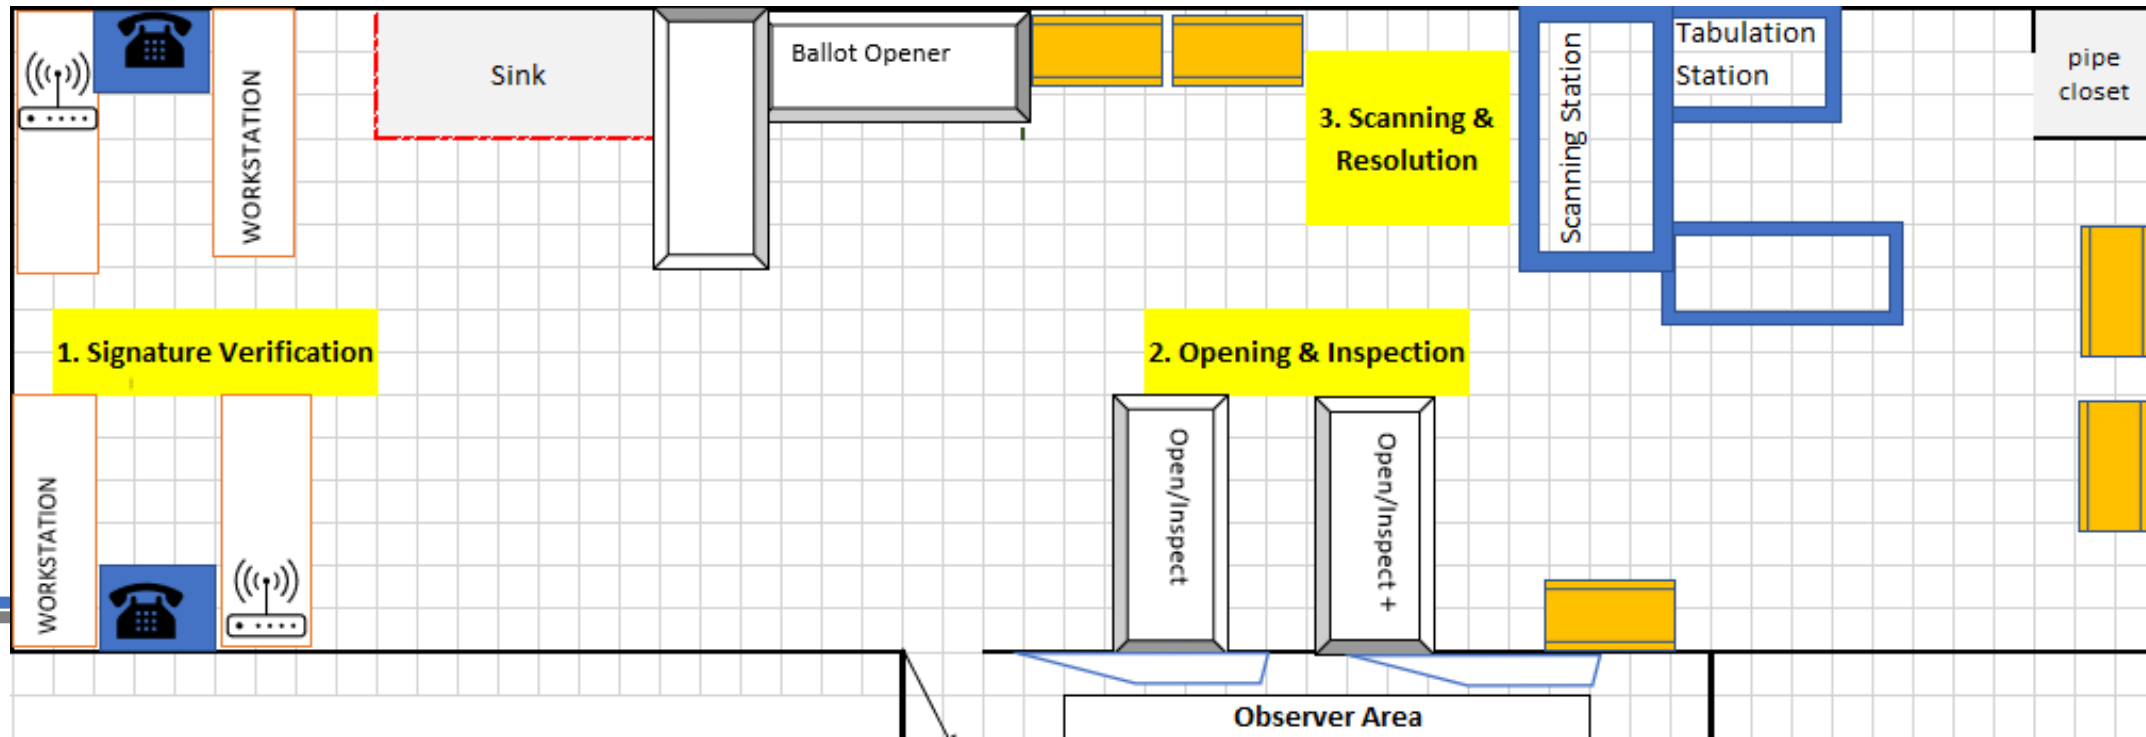 WORKSTATION
Sink
Ballot Opener
3. Scanning &
Resolution
Scanning Station
Tabulation
Station
pipe
closet
1. Signature Verification
2. Opening & Inspection
WORKSTATION
Open/Inspect
Open/Inspect +
Observer Area